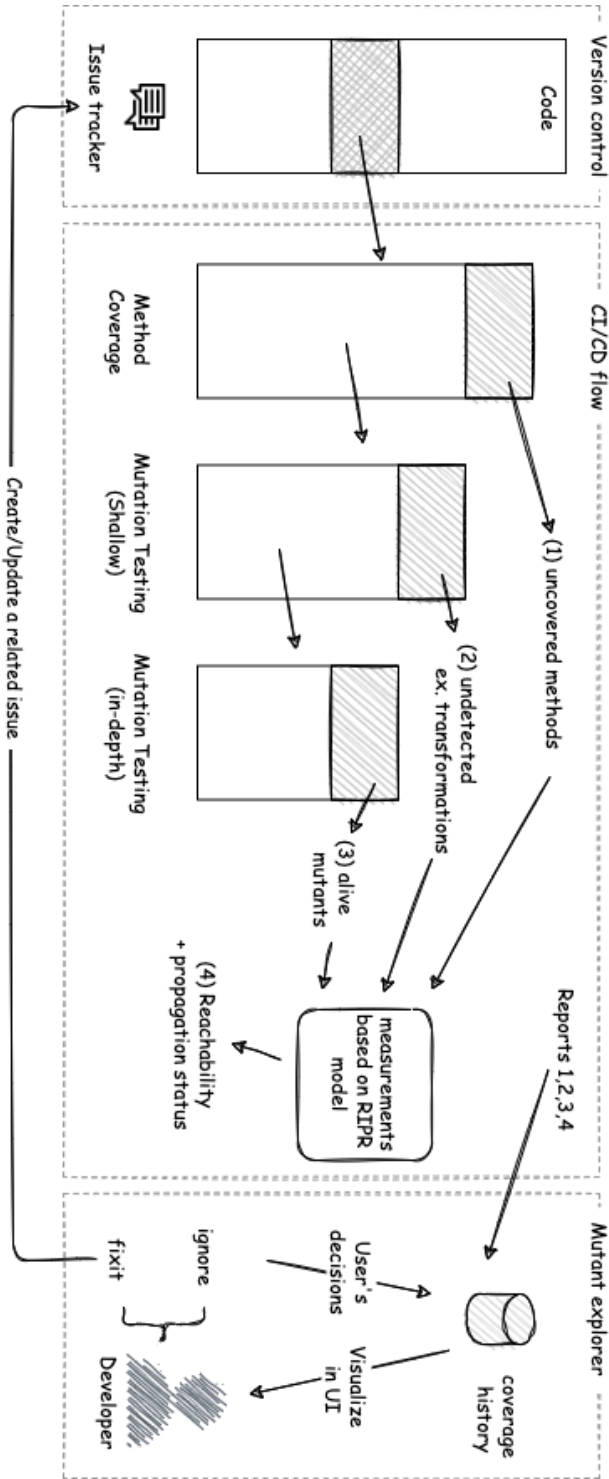 Version control
Code
Issue tracker
CI/CD flow
Method
Coverage
Mutation Testing
(Shallow)
Mutation Testing
(in-depth)
(1) uncovered methods
(2) undetected
ex. transformations
(3) alive
mutants
measurements
based on RIPR
model
(4) Reachability
+ propagation status
Reports 1,2,3,4
Mutant explorer
coverage
history
User's
decisions
Visualize
in UI
ignore
fixit
Developer
Create/Update a related issue